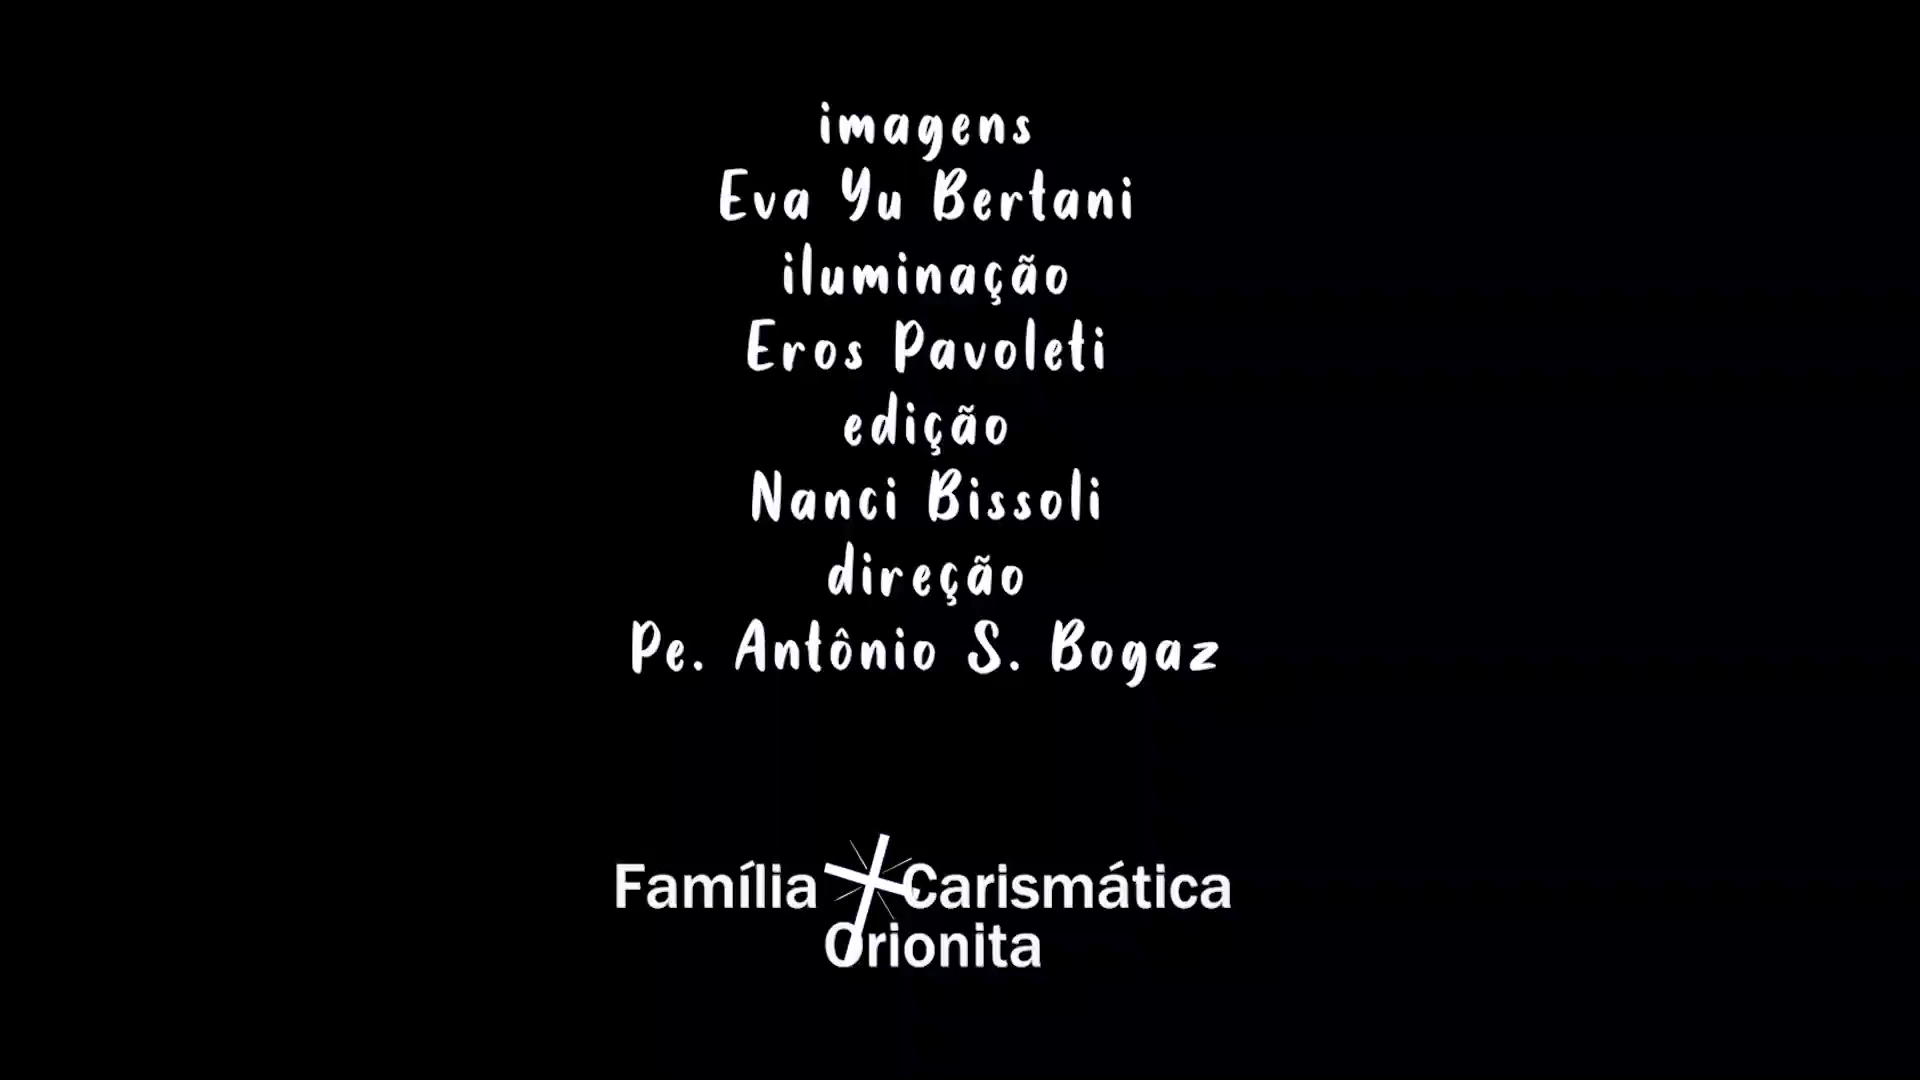 imagens
Eva Yu Bertani
iluminação
Eros Pavoleti
edição
Nanci Bissoli
direção
Pe. Antônio S. Bogaz
Família Carismática
Orionita